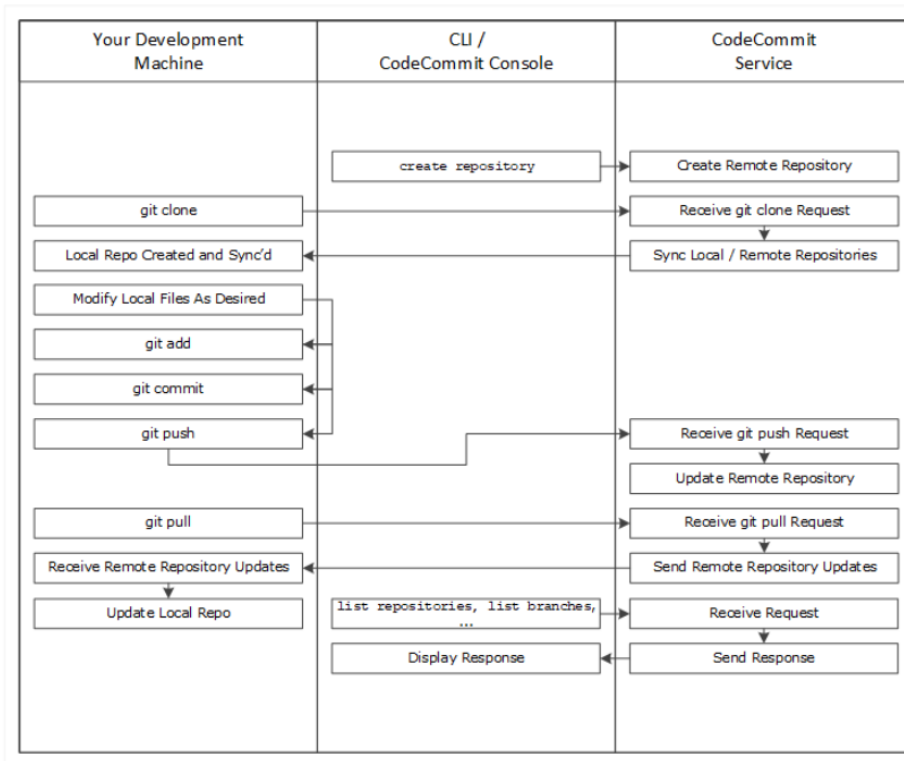 Your Development
Machine
CLI /
CodeCommit Console
CodeCommit
Service
create repository
Create Remote Repository
git clone
Receive git clone Request
Local Repo Created and Sync'd
Sync Local / Remote Repositories
Modify Local Files As Desired
git add
git commit
git push
Receive git push Request
Update Remote Repository
git pull
Receive git pull Request
Receive Remote Repository Updates
Send Remote Repository Updates
Update Local Repo
list repositories, list branches,
...
Receive Request
Display Response
Send Response